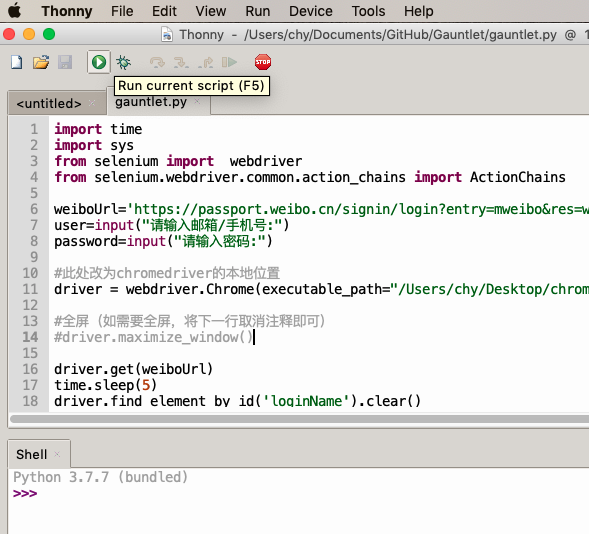 Thonny File Edit View Run Device Tools Help
Thonny - /Users/chy/Documents/GitHub/Gauntlet/gauntlet.py @
STOP
Run current script (F5)
<untitled> × gauntlet.py ×
1 import time
2 import sys
3 from selenium import  webdriver
4 from selenium.webdriver.common.action_chains import ActionChains
5
6 weiboUrl='https://passport.weibo.cn/signin/login?entry=mweibo&res=w
7 user=input("请输入邮箱/手机号:")
8 password=input("请输入密码:")
9
10 #此处改为chromedriver的本地位置
11 driver = webdriver.Chrome(executable_path="/Users/chy/Desktop/chrom
12
13 #全屏（如需要全屏，将下一行取消注释即可）
14 #driver.maximize_window()
15
16 driver.get(weiboUrl)
17 time.sleep(5)
18 driver.find_element_by_id('loginName').clear()
Shell ×
Python 3.7.7 (bundled)
>>>